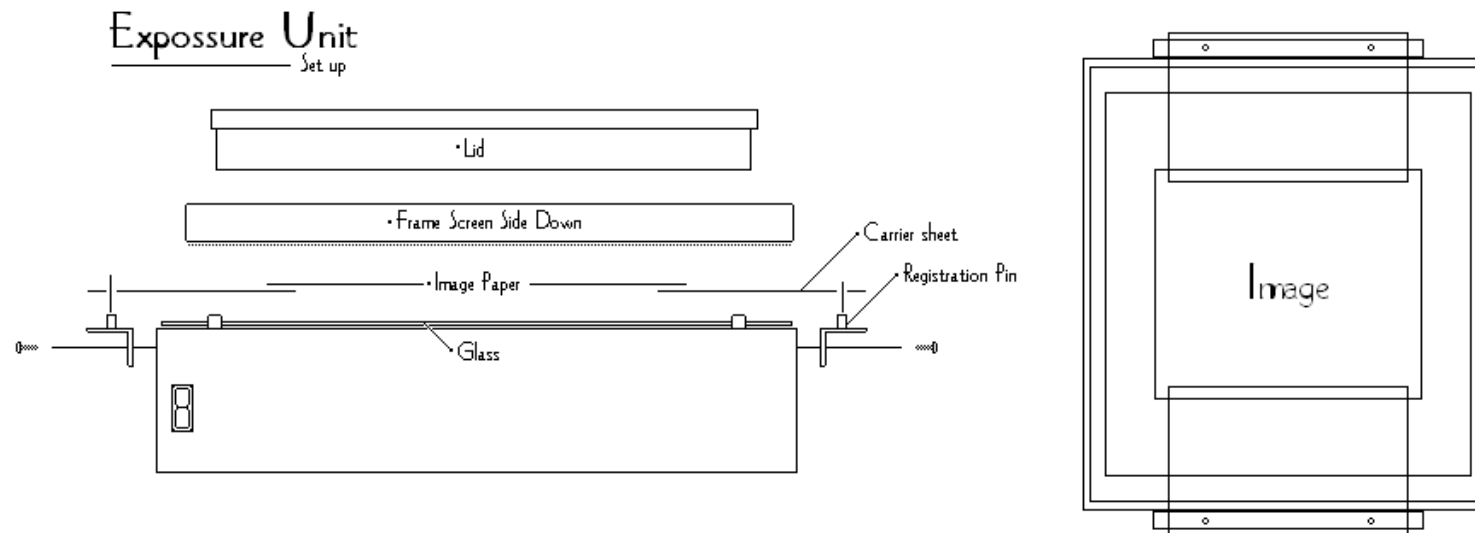 Expossure Unit
Set up
• Lid
• Frame Screen Side Down
Carrier sheet
• Image Paper
Registration Pin
• Glass
Image